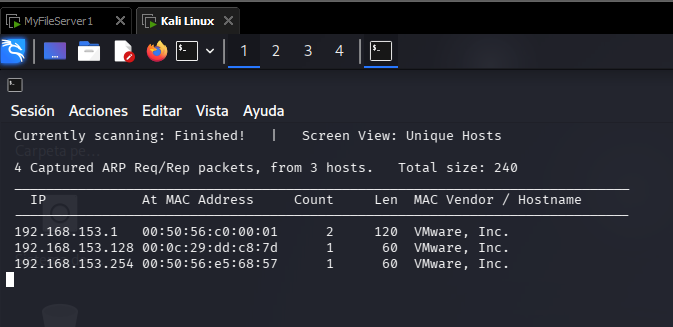 MyFileServer1 × Kali Linux ×
1 2 3 4
Sesión Acciones Editar Vista Ayuda
Currently scanning: Finished! | Screen View: Unique Hosts
Carpeta pe...
4 Captured ARP Req/Rep packets, from 3 hosts. Total size: 240
IP At MAC Address Count Len MAC Vendor / Hostname
192.168.153.1 00:50:56:c0:00:01 2 120 VMware, Inc.
192.168.153.128 00:0c:29:dd:c8:7d 1 60 VMware, Inc.
192.168.153.254 00:50:56:e5:68:57 1 60 VMware, Inc.